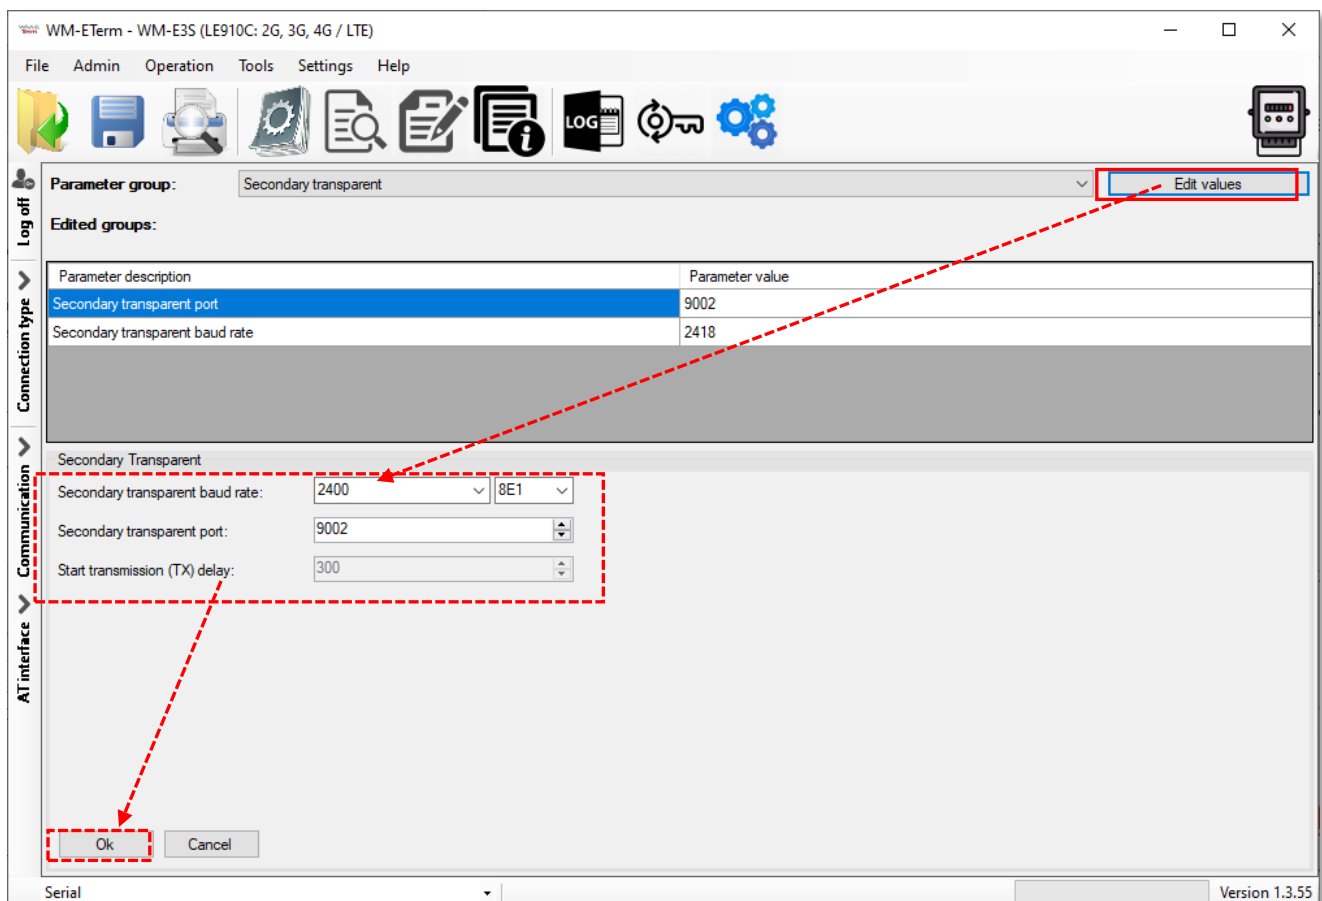 WM-ETerm - WM-E3S (LE910C: 2G, 3G, 4G / LTE)
File Admin Operation Tools Settings Help
LOG
Parameter group: Secondary transparent Edit values
Edited groups:
Log off
Connection type
Communication
AT interface
Parameter description Parameter value
Secondary transparent port 9002
Secondary transparent baud rate 2418
Secondary Transparent
Secondary transparent baud rate: 2400 8E1
Secondary transparent port: 9002
Start transmission (TX) delay: 300
Ok Cancel
Serial Version 1.3.55